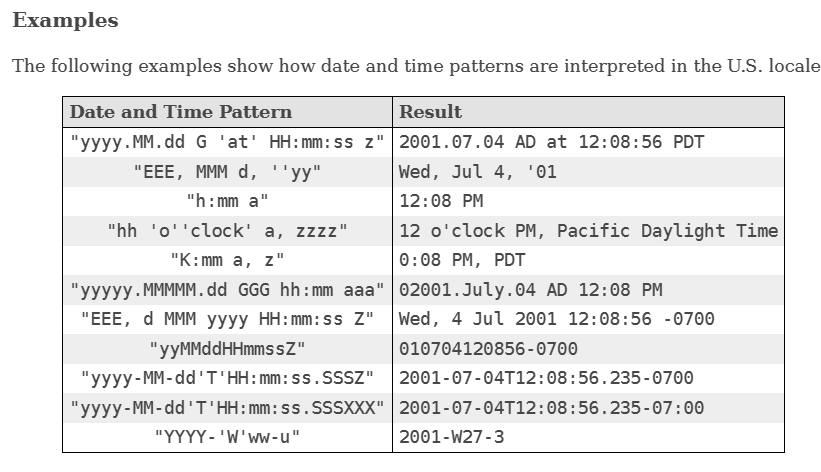 Examples
The following examples show how date and time patterns are interpreted in the U.S. locale
Date and Time Pattern Result
"yyyy.MM.dd G 'at' HH:mm:ss z" 2001.07.04 AD at 12:08:56 PDT
"EEE, MMM d, ''yy" Wed, Jul 4, '01
"h:mm a" 12:08 PM
"hh 'o''clock' a, zzzz" 12 o'clock PM, Pacific Daylight Time
"K:mm a, z" 0:08 PM, PDT
"yyyyy.MMMMM.dd GGG hh:mm aaa" 02001.July.04 AD 12:08 PM
"EEE, d MMM yyyy HH:mm:ss Z" Wed, 4 Jul 2001 12:08:56 -0700
"yyMMddHHmmssZ" 010704120856-0700
"yyyy-MM-dd'T'HH:mm:ss.SSSZ" 2001-07-04T12:08:56.235-0700
"yyyy-MM-dd'T'HH:mm:ss.SSSXXX" 2001-07-04T12:08:56.235-07:00
"YYYY-'W'ww-u" 2001-W27-3